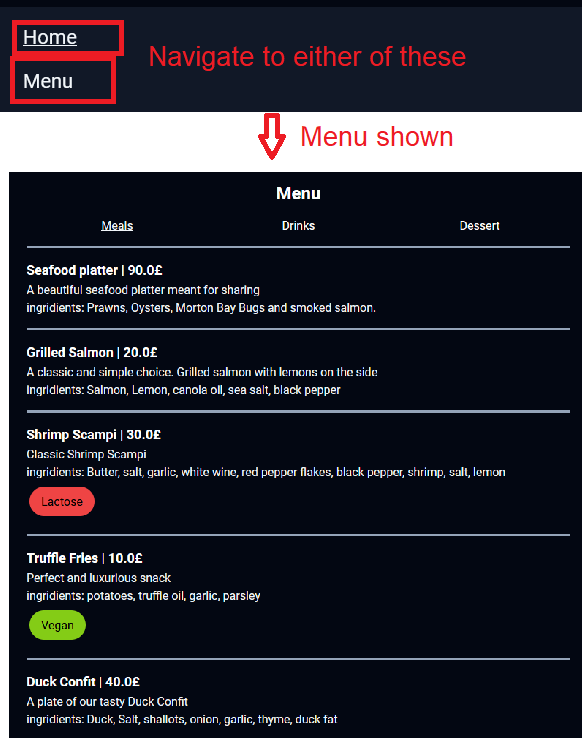 Home
Navigate to either of these
Menu
Menu shown
Menu
Meals Drinks Dessert
Seafood platter | 90.0£
A beautiful seafood platter meant for sharing
ingridients: Prawns, Oysters, Morton Bay Bugs and smoked salmon.
Grilled Salmon | 20.0£
A classic and simple choice. Grilled salmon with lemons on the side
ingridients: Salmon, Lemon, canola oil, sea salt, black pepper
Shrimp Scampi | 30.0£
Classic Shrimp Scampi
ingridients: Butter, salt, garlic, white wine, red pepper flakes, black pepper, shrimp, salt, lemon
Lactose
Truffle Fries | 10.0£
Perfect and luxurious snack
ingridients: potatoes, truffle oil, garlic, parsley
Vegan
Duck Confit | 40.0£
A plate of our tasty Duck Confit
ingridients: Duck, Salt, shallots, onion, garlic, thyme, duck fat